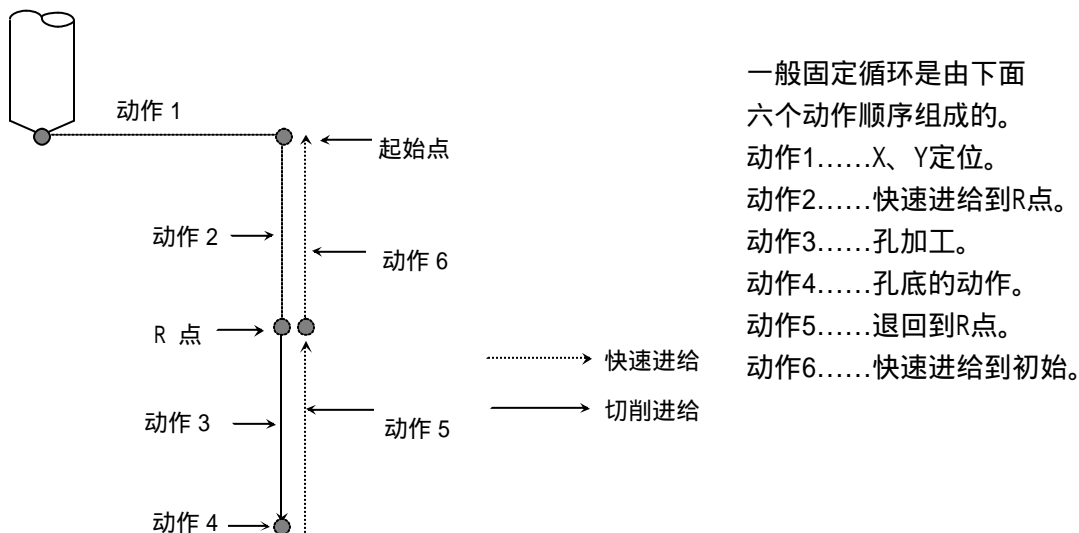 动作 1
起始点
动作 2
动作 6
R 点
快速进给
切削进给
动作 3
动作 5
动作 4
一般固定循环是由下面
六个动作顺序组成的。
动作1......X、Y定位。
动作2......快速进给到R点。
动作3......孔加工。
动作4......孔底的动作。
动作5......退回到R点。
动作6......快速进给到初始。